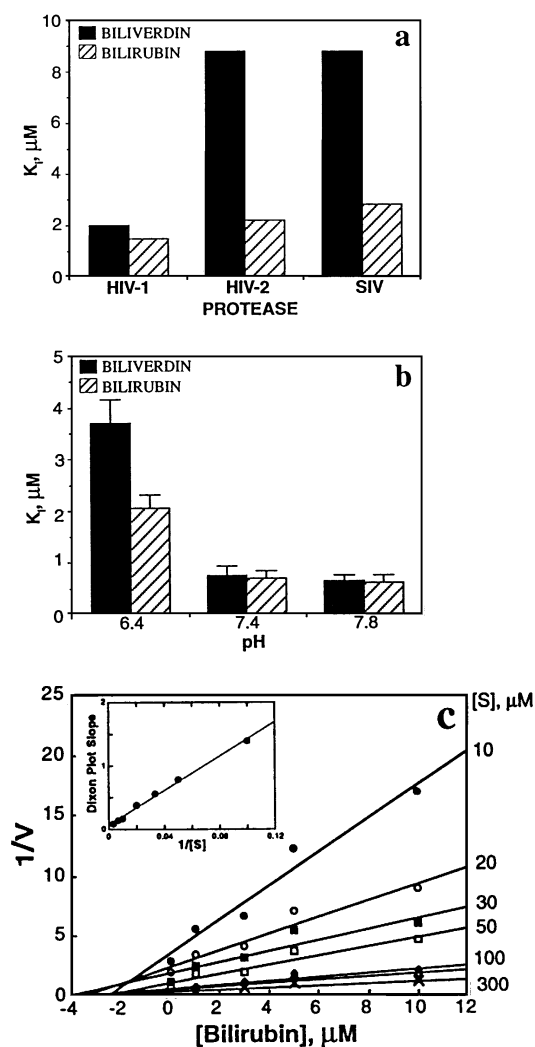 a
BILIVERDIN
BILIRUBIN
10
8
6
4
2
0
Ki, μM
HIV-1 HIV-2 SIV
PROTEASE
b
BILIVERDIN
BILIRUBIN
5
4
3
2
1
0
Ki, μM
6.4 7.4 7.8
pH
c
[S], μM
25
20
15
10
5
0
1/V
2
1
0
Dixon Plot Slope
0.04 0.08 0.12
1/[S]
10
20
30
50
100
300
-4 -2 0 2 4 6 8 10 12
[Bilirubin], μM